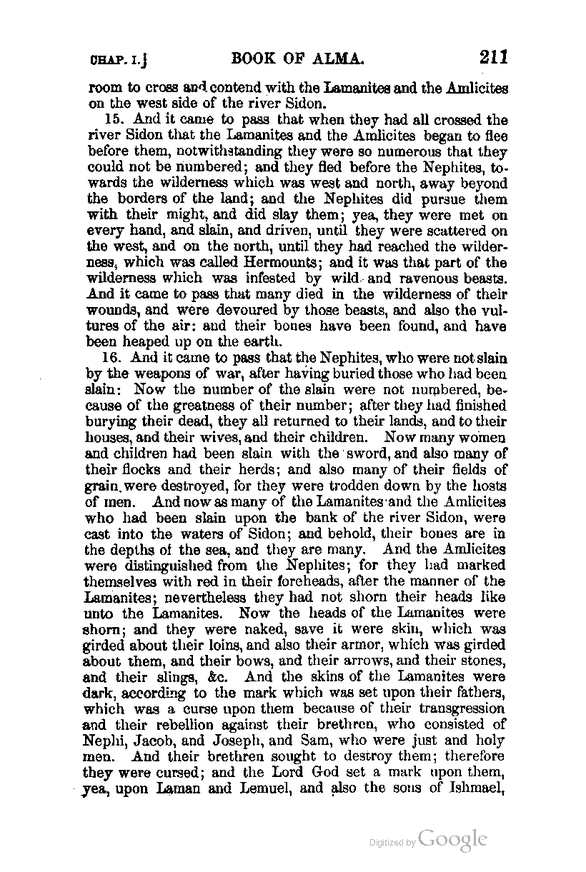 CHAP. I.] BOOK OF ALMA. 211
room to cross and contend with the Lamanites and the Amlicites
on the west side of the river Sidon.
15. And it came to pass that when they had all crossed the
river Sidon that the Lamanites and the Amlicites began to flee
before them, notwithstanding they were so numerous that they
could not be numbered; and they fled before the Nephites, to-
wards the wilderness which was west and north, away beyond
the borders of the land; and the Nephites did pursue them
with their might, and did slay them; yea, they were met on
every hand, and slain, and driven, until they were scattered on
the west, and on the north, until they had reached the wilder-
ness, which was called Hermounts; and it was that part of the
wilderness which was infested by wild and ravenous beasts.
And it came to pass that many died in the wilderness of their
wounds, and were devoured by those beasts, and also the vul-
tures of the air: and their bones have been found, and have
been heaped up on the earth.
16. And it came to pass that the Nephites, who were not slain
by the weapons of war, after having buried those who had been
slain: Now the number of the slain were not numbered, be-
cause of the greatness of their number; after they had finished
burying their dead, they all returned to their lands, and to their
houses, and their wives, and their children. Now many women
and children had been slain with the sword, and also many of
their flocks and their herds; and also many of their fields of
grain were destroyed, for they were trodden down by the hosts
of men. And now as many of the Lamanites and the Amlicites
who had been slain upon the bank of the river Sidon, were
cast into the waters of Sidon; and behold, their bones are in
the depths of the sea, and they are many. And the Amlicites
were distinguished from the Nephites; for they had marked
themselves with red in their foreheads, after the manner of the
Lamanites; nevertheless they had not shorn their heads like
unto the Lamanites. Now the heads of the Lamanites were
shorn; and they were naked, save it were skin, which was
girded about their loins, and also their armor, which was girded
about them, and their bows, and their arrows, and their stones,
and their slings, &c. And the skins of the Lamanites were
dark, according to the mark which was set upon their fathers,
which was a curse upon them because of their transgression
and their rebellion against their brethren, who consisted of
Nephi, Jacob, and Joseph, and Sam, who were just and holy
men. And their brethren sought to destroy them; therefore
they were cursed; and the Lord God set a mark upon them,
yea, upon Laman and Lemuel, and also the sons of Ishmael,
Digitized by Google